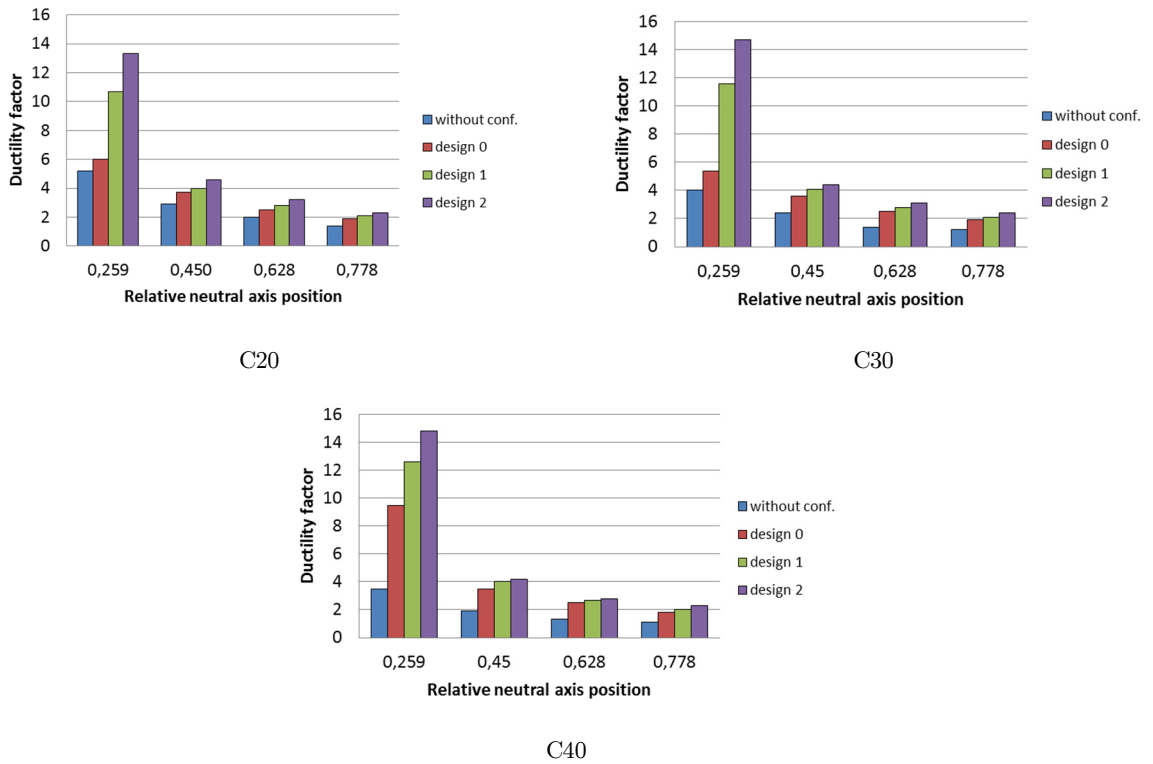 16
14
12
10
8
6
4
2
0
Ductility factor
0,259 0,450 0,628 0,778
Relative neutral axis position
without conf.
design 0
design 1
design 2
C20
16
14
12
10
8
6
4
2
0
Ductility factor
0,259 0,45 0,628 0,778
Relative neutral axis position
without conf.
design 0
design 1
design 2
C30
16
14
12
10
8
6
4
2
0
Ductility factor
0,259 0,45 0,628 0,778
Relative neutral axis position
without conf.
design 0
design 1
design 2
C40